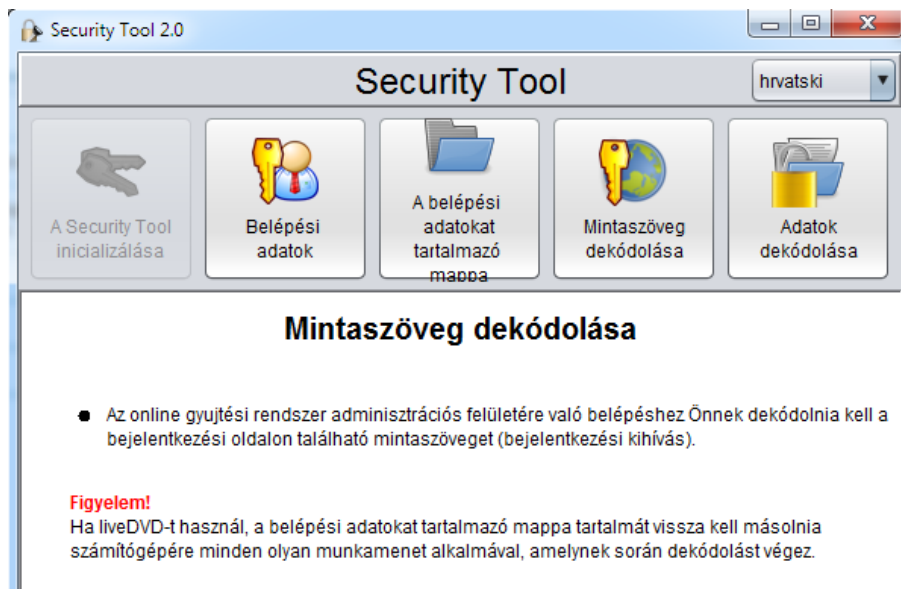 Security Tool 2.0
Security Tool
hrvatski
A Security Tool
inicializálása
Belépési
adatok
A belépési
adatokat
tartalmazó
mappa
Mintaszöveg
dekódolása
Adatok
dekódolása
Mintaszöveg dekódolása
Az online gyujtési rendszer adminisztrációs felületére való belépéshez Önnek dekódolnia kell a
bejelentkezési oldalon található mintaszöveget (bejelentkezési kihívás).
Figyelem!
Ha liveDVD-t használ, a belépési adatokat tartalmazó mappa tartalmát vissza kell másolnia
számítógépére minden olyan munkamenet alkalmával, amelynek során dekódolást végez.